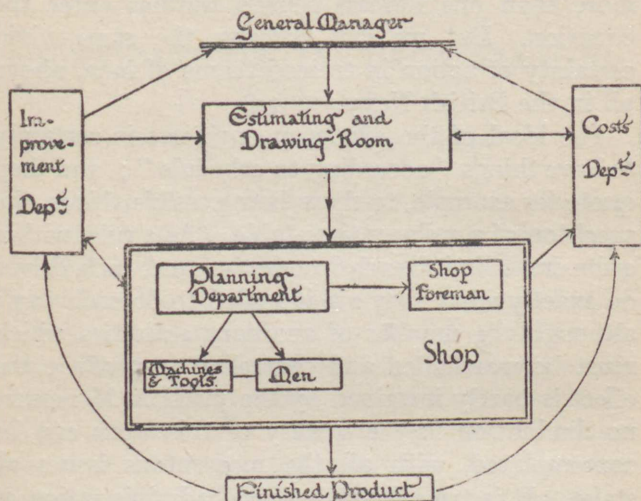 General Manager
Im-
prove-
ment
Dept.
Estimating and
Drawing Room
Costs
Dept.
Planning
Department
Shop
Foreman
Shop
Machines
& Tools.
Men
Finished Product